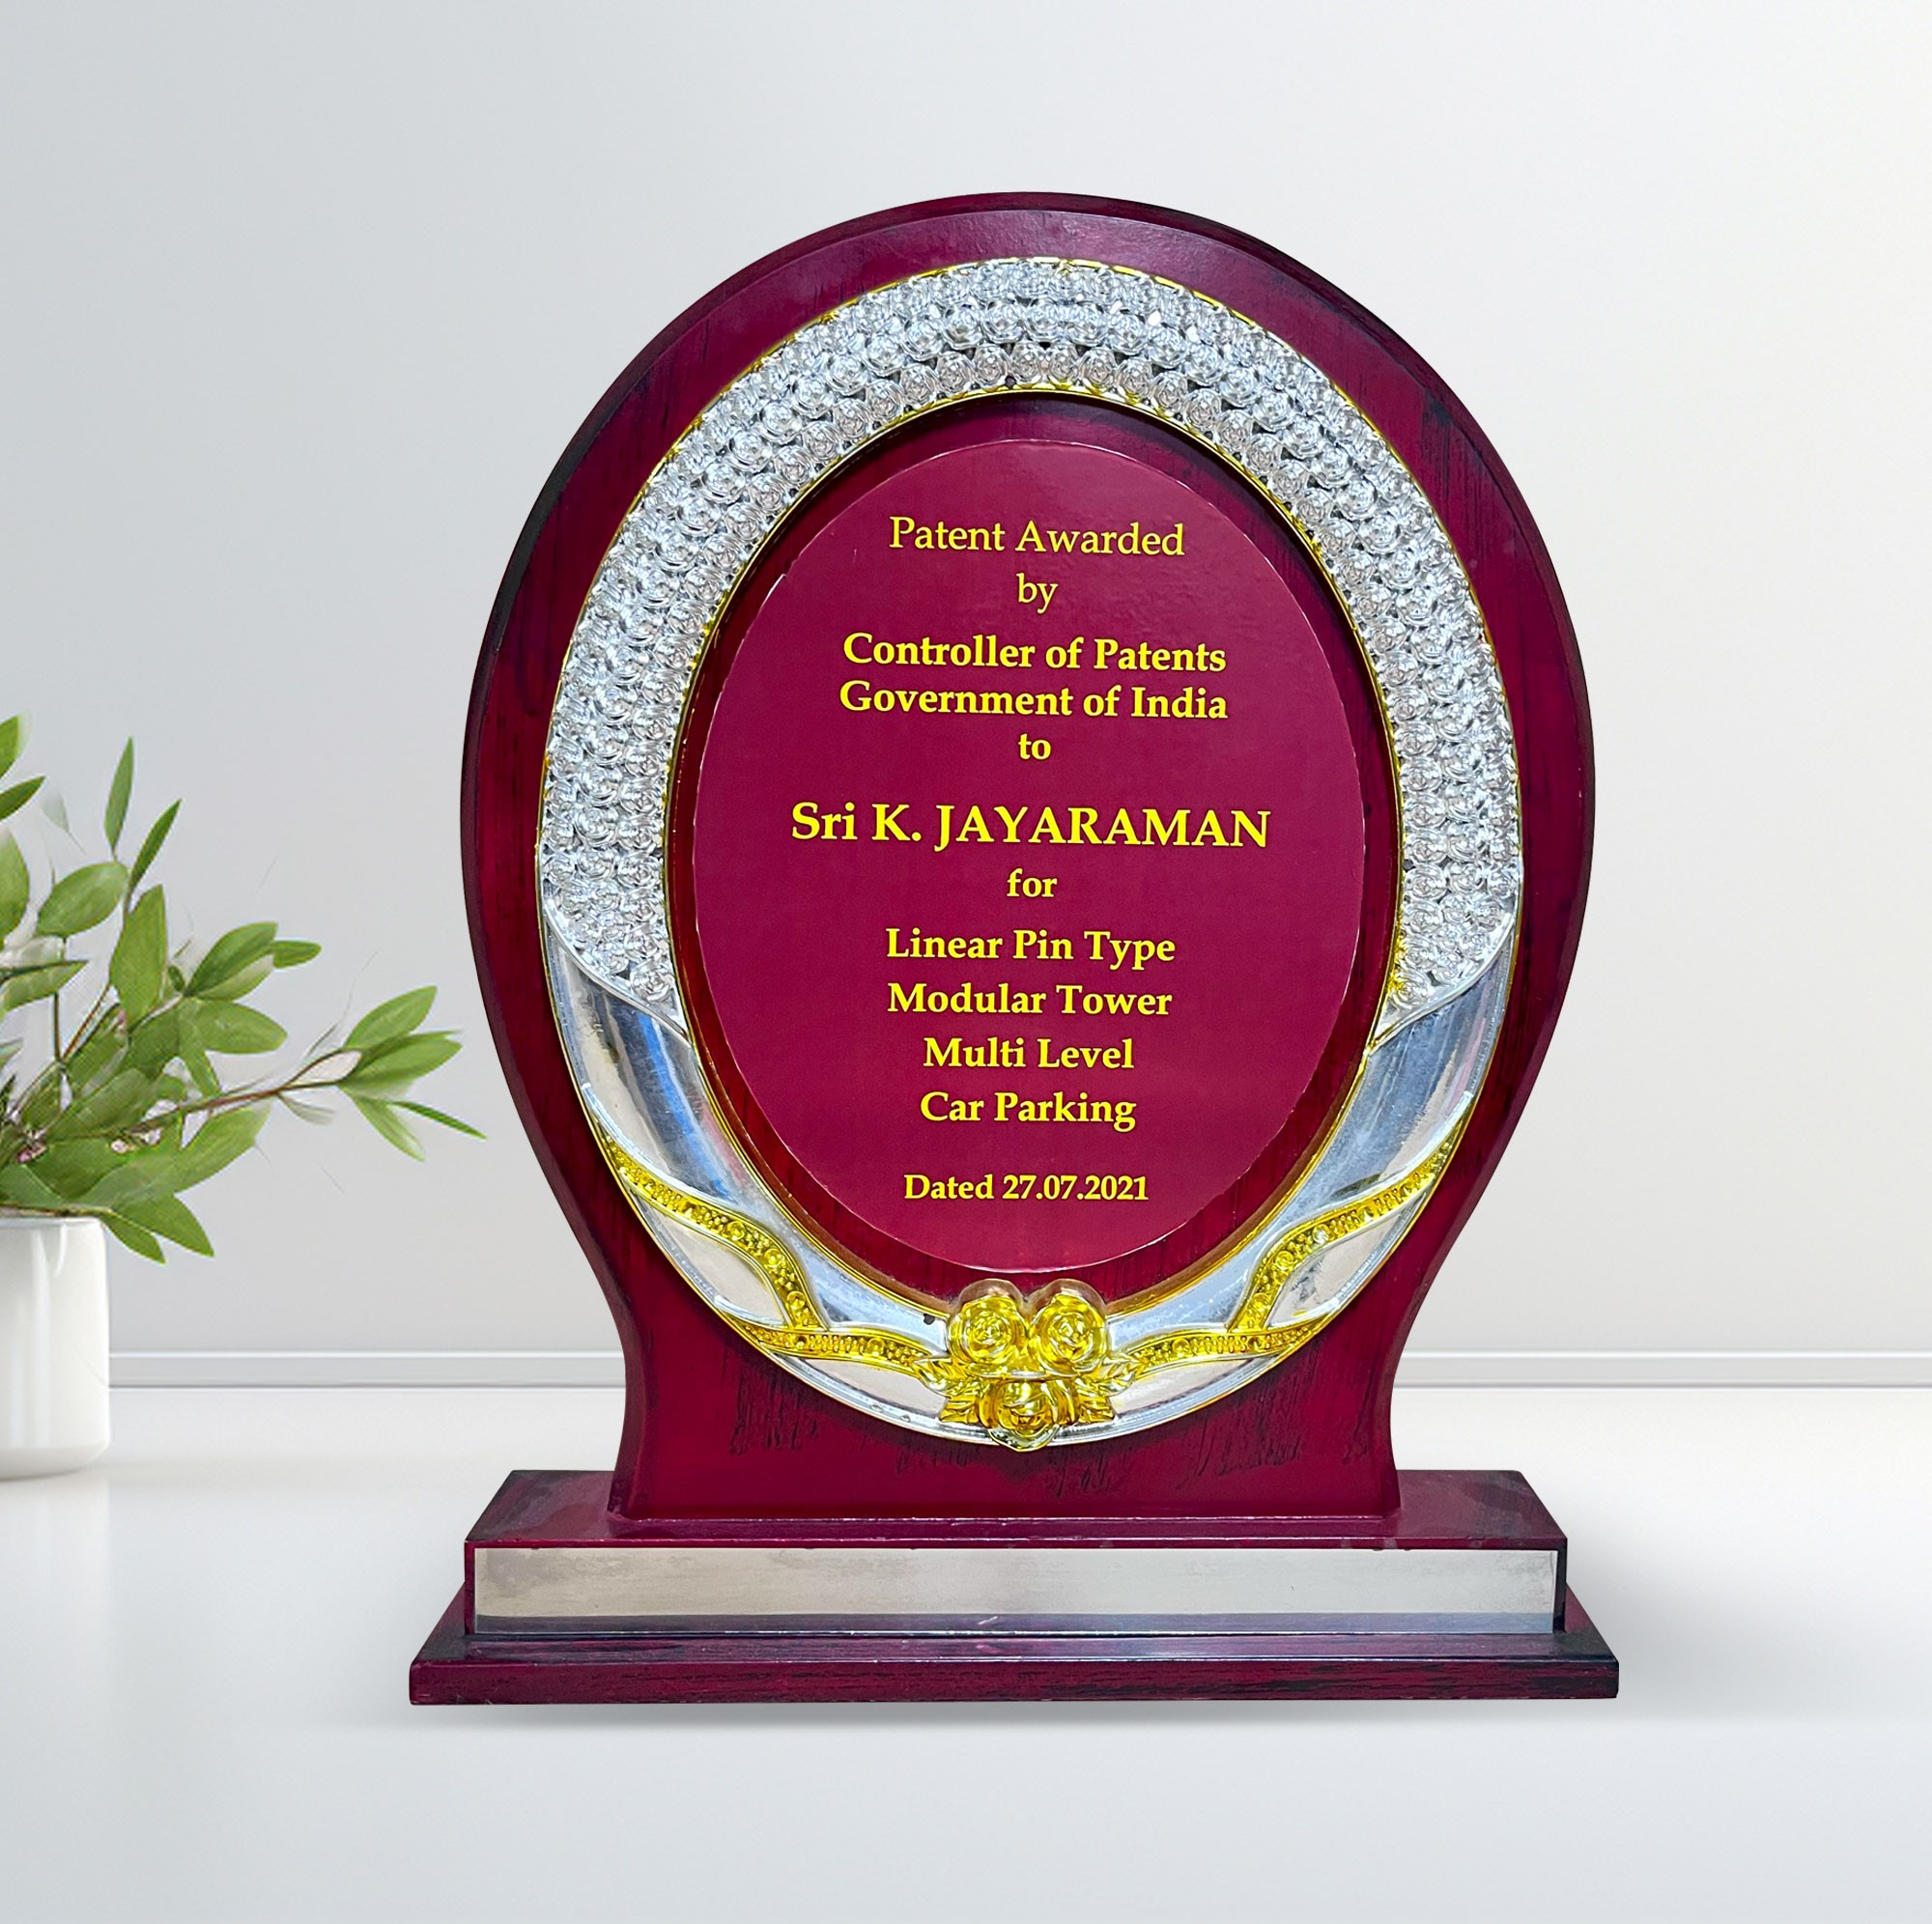 Patent Awarded
by
Controller of Patents
Government of India
to
Sri K. JAYARAMAN
for
Linear Pin Type
Modular Tower
Multi Level
Car Parking
Dated 27.07.2021